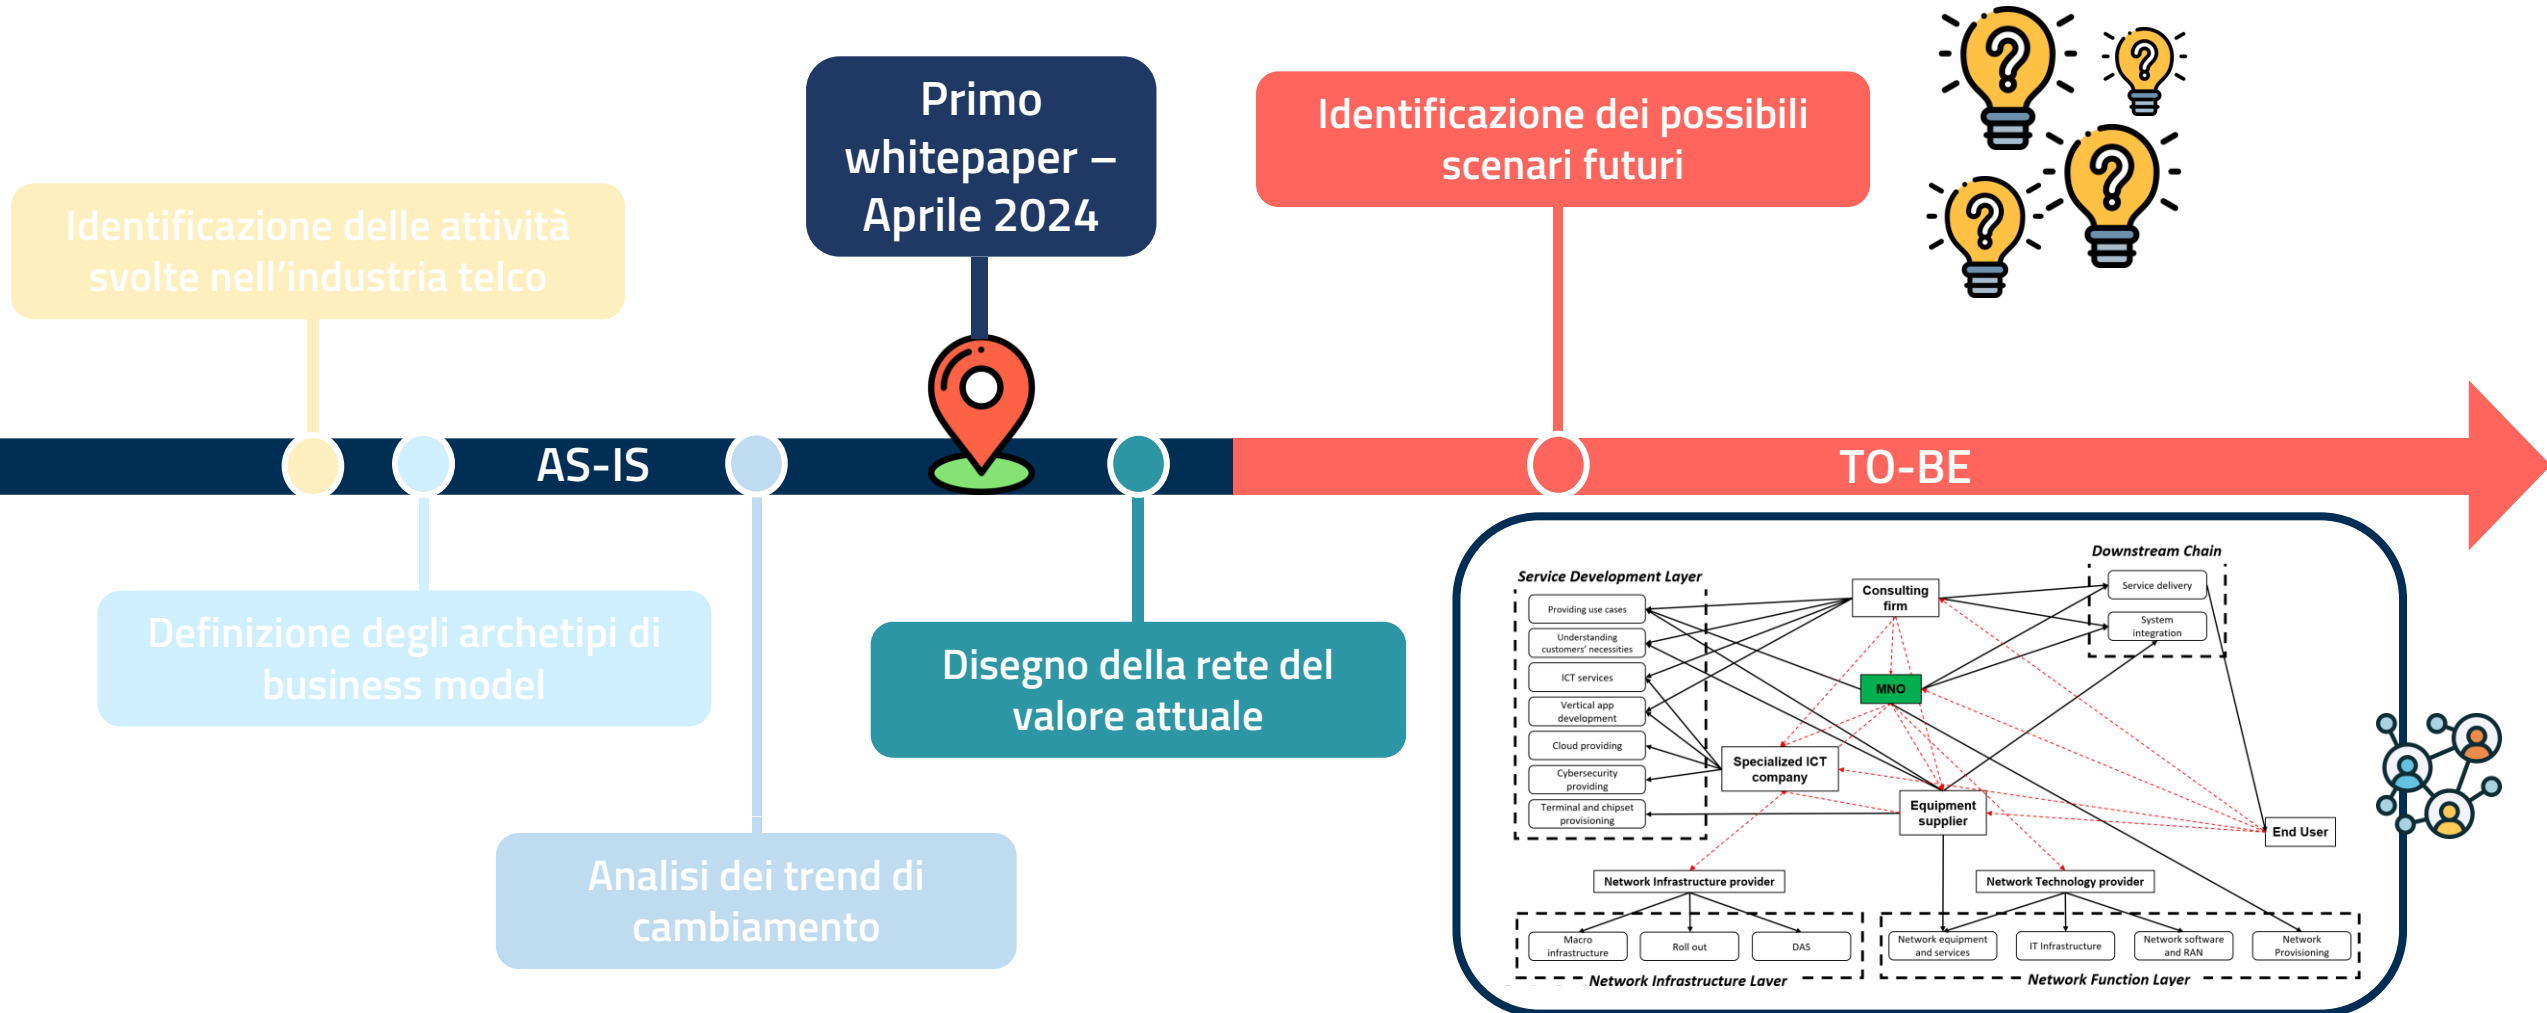 Primo
whitepaper –
Aprile 2024
Identificazione dei possibili
scenari futuri
Identificazione delle attività
svolte nell’industria telco
AS-IS
TO-BE
Definizione degli archetipi di
business model
Disegno della rete del
valore attuale
Analisi dei trend di
cambiamento
Downstream Chain
Service delivery
System
integration
Service Development Layer
Providing use cases
Understanding
customers’ necessities
ICT services
Vertical app
development
Cloud providing
Cybersecurity
providing
Terminal and chipset
provisioning
Consulting
firm
MNO
Specialized ICT
company
Equipment
supplier
End User
Network Infrastructure provider
Network Technology provider
Macro
infrastructure
Roll out
DAS
Network Infrastructure Layer
Network equipment
and services
IT Infrastructure
Network software
and RAN
Network
Provisioning
Network Function Layer